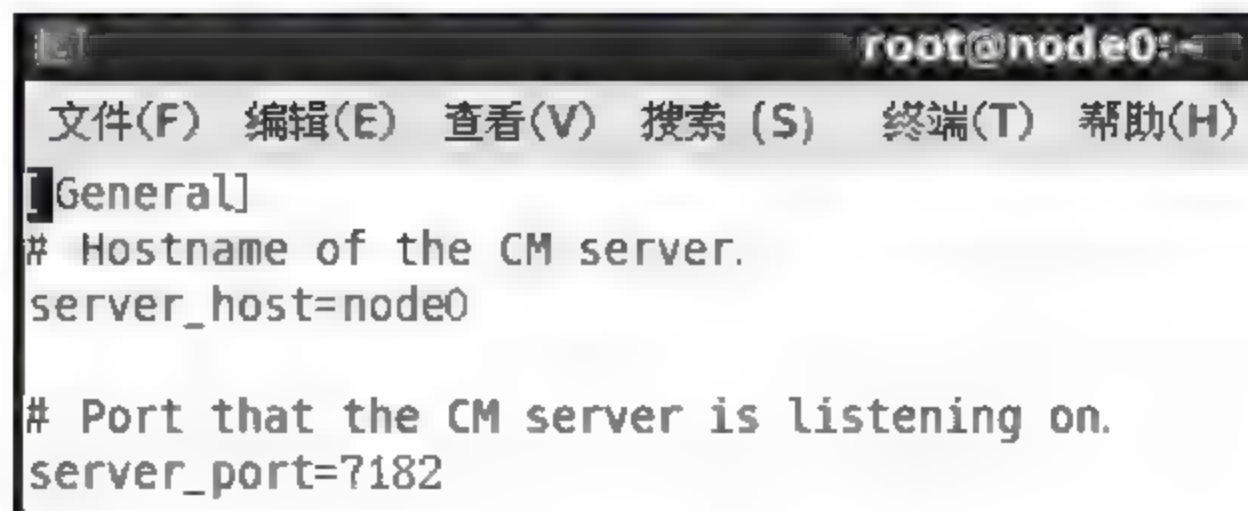 root@node0:~
文件(F) 编辑(E) 查看(V) 搜索 (S) 终端(T) 帮助(H)
[General]
# Hostname of the CM server.
server_host=node0
# Port that the CM server is listening on.
server_port=7182